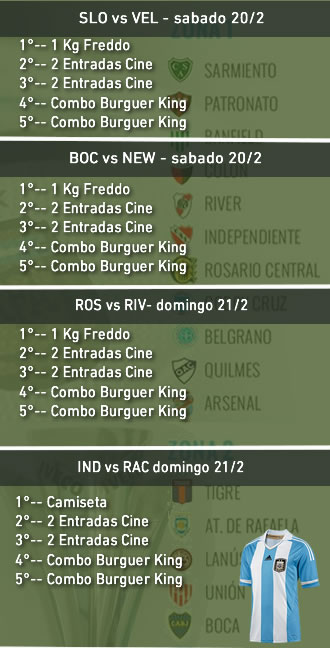 SLO vs VEL - sabado 20/2
1°-- 1 Kg Freddo
2°-- 2 Entradas Cine
3°-- 2 Entradas Cine
4°-- Combo Burguer King
5°-- Combo Burguer King
SARMIENTO
PATRONATO
BANFIELD
BOC vs NEW - sabado 20/2
1°-- 1 Kg Freddo
2°-- 2 Entradas Cine
3°-- 2 Entradas Cine
4°-- Combo Burguer King
5°-- Combo Burguer King
COLÓN
RIVER
INDEPENDIENTE
ROSARIO CENTRAL
ROS vs RIV- domingo 21/2
1°-- 1 Kg Freddo
2°-- 2 Entradas Cine
3°-- 2 Entradas Cine
4°-- Combo Burguer King
5°-- Combo Burguer King
CRUZ
BELGRANO
QUILMES
ARSENAL
ZONA 2
IND vs RAC domingo 21/2
1°-- Camiseta
2°-- 2 Entradas Cine
3°-- 2 Entradas Cine
4°-- Combo Burguer King
5°-- Combo Burguer King
TIGRE
AT. DE RAFAELA
LANÚS
UNIÓN
BOCA